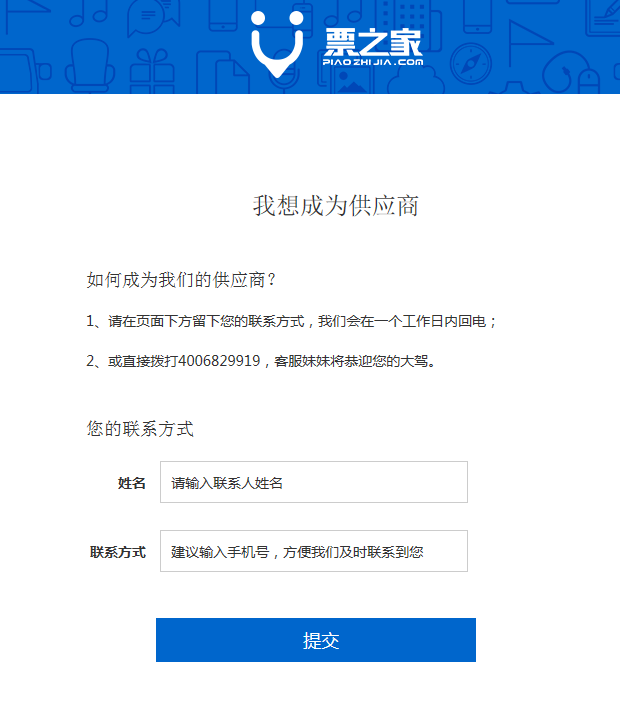 票之家
PIAOZHIJIA.COM
我想成为供应商
如何成为我们的供应商？
1、请在页面下方留下您的联系方式，我们会在一个工作日内回电；
2、或直接拨打4006829919，客服妹妹将恭迎您的大驾。
您的联系方式
姓名 请输入联系人姓名
联系方式 建议输入手机号，方便我们及时联系到您
提交